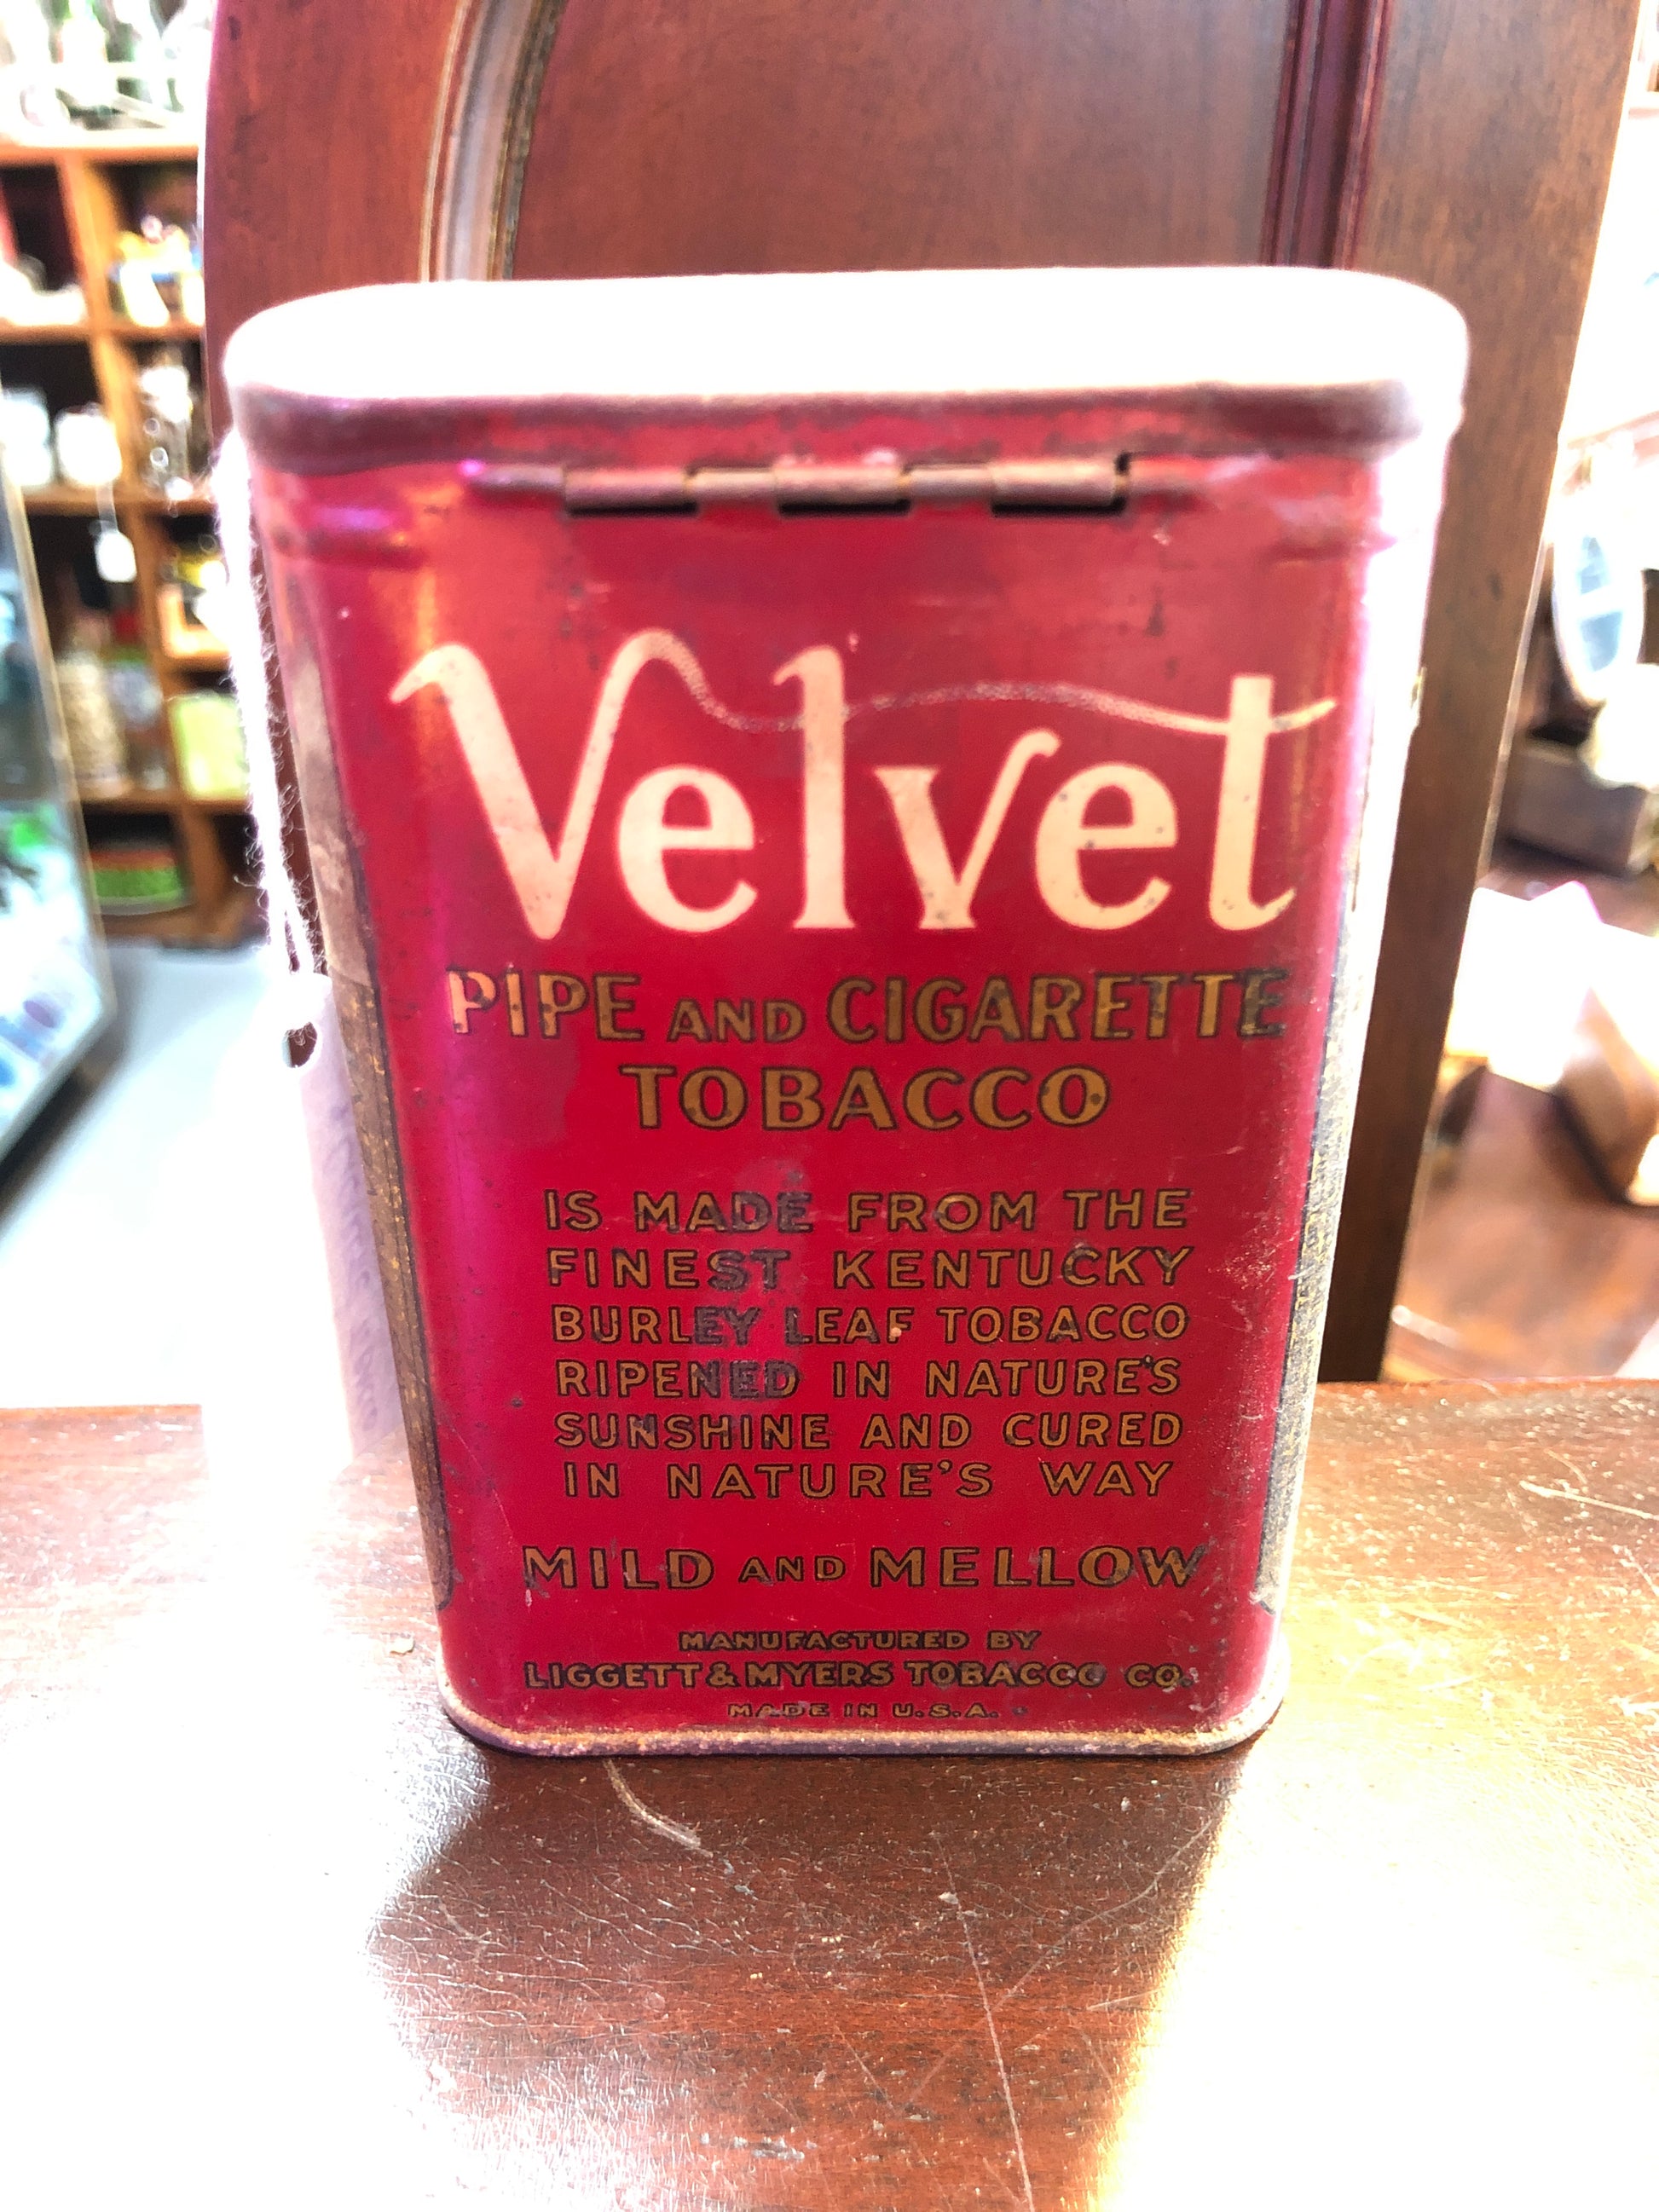 Velvet
PIPE AND CIGARETTE
TOBACCO
IS MADE FROM THE
FINEST KENTUCKY
BURLEY LEAF TOBACCO
RIPENED IN NATURE'S
SUNSHINE AND CURED
IN NATURE'S WAY
MILD AND MELLOW
MANUFACTURED BY
LIGGETT & MYERS TOBACCO CO.
MADE IN U.S.A.